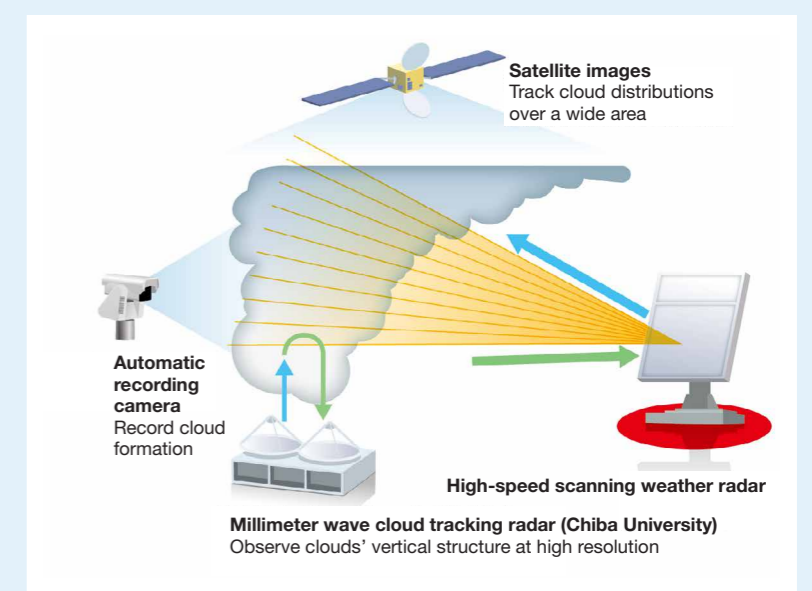 Satellite images
Track cloud distributions
over a wide area
Automatic
recording
camera
Record cloud
formation
High-speed scanning weather radar
Millimeter wave cloud tracking radar (Chiba University)
Observe clouds’ vertical structure at high resolution